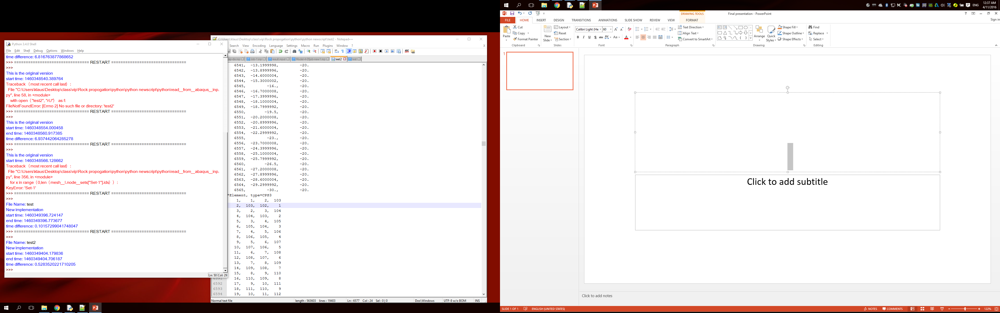 Python 3.4.0 Shell
File Edit Shell Debug Options Windows Help
time difference: 6.816763877868652
>>> ================================ RESTART ================================
>>>
This is the original version
start time: 1460348540.389764
Traceback (most recent call last):
File "C:\Users\klaus\Desktop\class\vip\Rock propogation\python\python newscript\python\read__from__abaqus__inp.
py", line 58, in <module>
with open ("test2", "rU") as f:
FileNotFoundError: [Errno 2] No such file or directory: 'test2'
>>> ================================ RESTART ================================
>>>
This is the original version
start time: 1460348554.000458
end time: 1460348560.917385
time difference: 6.937442064285278
>>> ================================ RESTART ================================
>>>
This is the original version
start time: 1460348566.128662
Traceback (most recent call last):
File "C:\Users\klaus\Desktop\class\vip\Rock propogation\python\python newscript\python\read__from__abaqus__inp.
py", line 356, in <module>
for x in range (0,len (mesh__l.node__sets["Set-1"].ids)):
KeyError: 'Set-1'
>>> ================================ RESTART ================================
>>>
File Name: test
New implementation
start time: 1460349396.724147
end time: 1460349396.773677
time difference: 0.10157299041748047
>>> ================================ RESTART ================================
>>>
File Name: test2
New implementation
start time: 1460349404.179836
end time: 1460349404.706187
time difference: 0.5283520221710205
>>>
Ln: 50 Col: 29
C:\Users\klaus\Desktop\class\vip\Rock propogation\python\python newscript\test2 - Notepad++
Search View Encoding Language Settings Macro Run Plugins Window ? X
Job-1.inp result.input Model-4-05job-new1.inp test2 test
6541, -13.1999998, -20.
6542, -13.8999996, -20.
6543, -14.6000004, -20.
6544, -15.3000002, -20.
6545, -16., -20.
6546, -16.7000008, -20.
6547, -17.3999996, -20.
6548, -18.1000004, -20.
6549, -18.7999992, -20.
6550, -19.5, -20.
6551, -20.2000008, -20.
6552, -20.8999996, -20.
6553, -21.6000004, -20.
6554, -22.2999992, -20.
6555, -23., -20.
6556, -23.7000008, -20.
6557, -24.3999996, -20.
6558, -25.1000004, -20.
6559, -25.7999992, -20.
6560, -26.5, -20.
6561, -27.2000008, -20.
6562, -27.8999996, -20.
6563, -28.6000004, -20.
6564, -29.2999992, -20.
6565, -30., -20.
*Element, type=CPS3
1, 1, 2, 103
2, 103, 102, 1
3, 2, 3, 104
4, 104, 103, 2
5, 3, 4, 105
6, 105, 104, 3
7, 4, 5, 106
8, 106, 105, 4
9, 5, 6, 107
10, 107, 106, 5
11, 6, 7, 108
12, 108, 107, 6
13, 7, 8, 109
14, 109, 108, 7
15, 8, 9, 110
6591 16, 110, 109, 8
6592 17, 9, 10, 111
6593 18, 111, 110, 9
6594 19, 10, 11, 112
Normal text file length : 563603 lines : 19403 Ln : 6577 Col : 24 Sel : 0 | 0 Dos\Windows UTF-8 w/o BOM INS
ENG
12:37 AM
4/11/2016
DRAWING TOOLS
Final presentation - PowerPoint
FILE HOME INSERT DESIGN TRANSITIONS ANIMATIONS SLIDE SHOW REVIEW VIEW FORMAT Sign in
Paste
Cut
Copy
Format Painter
Clipboard
New Slide
Layout
Reset
Section
Slides
Calibri Light (He 60
B I U S abc AV Aa A
Font
Text Direction
Align Text
Convert to SmartArt
Paragraph
Arrange
Quick Styles
Shape Fill
Shape Outline
Shape Effects
Drawing
Find
Replace
Select
Editing
1
Click to add subtitle
Click to add notes
SLIDE 1 OF 1 ENGLISH (UNITED STATES) NOTES COMMENTS 122%